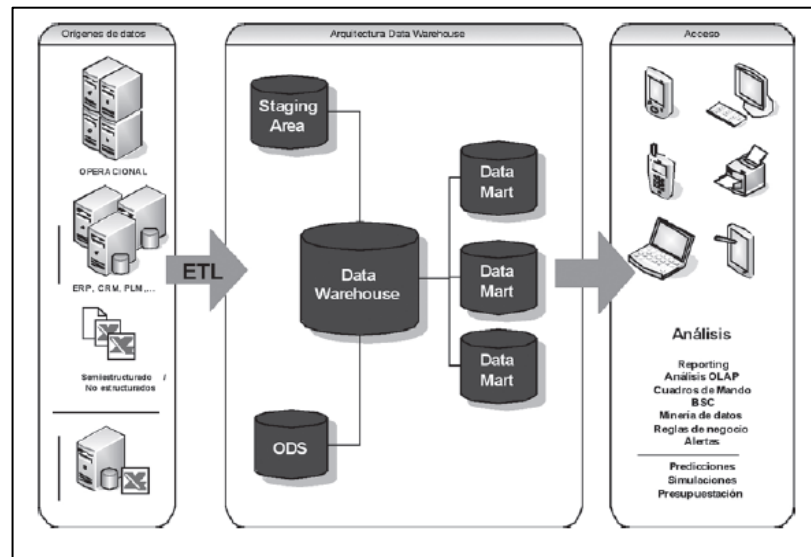 Orígenes de datos
OPERACIONAL
ERP, CRM, PLM,...
Semiestructurado /
No estructurados
ETL
Arquitectura Data Warehouse
Staging
Area
Data
Warehouse
ODS
Data
Mart
Data
Mart
Data
Mart
Acceso
Análisis
Reporting
Análisis OLAP
Cuadros de Mando
BSC
Minería de datos
Reglas de negocio
Alertas
Predicciones
Simulaciones
Presupuestación